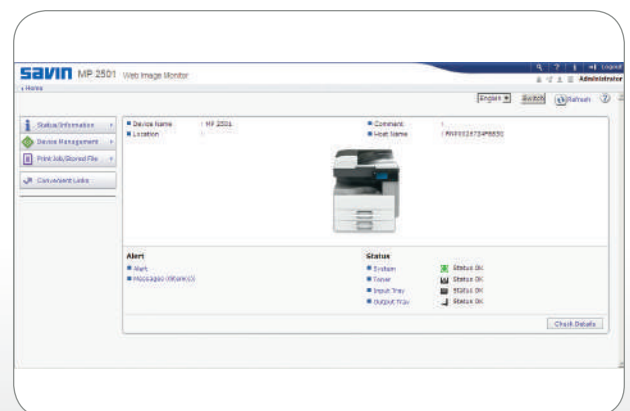 savin MP 2501 Web Image Monitor
Logout
Administrator
Home
English Switch Refresh
Status/Information
Device Management
Print Job/Stored File
Convenient Links
Device Name : MP 2501 Comment :
Location : Host Name :
Alert Status
Alert System Status OK
Messages Toner Status OK
Input Tray Status OK
Output Tray Status OK
Check Details